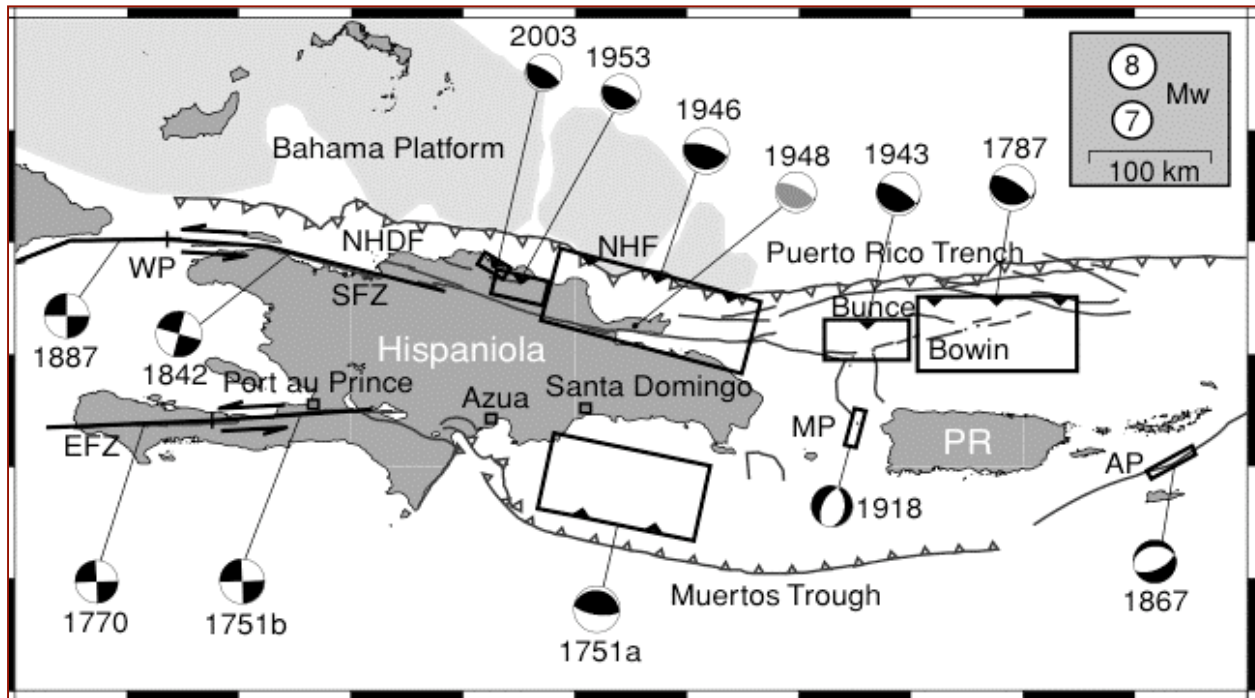 2003
1953
1946
8
7
Mw
100 km
Bahama Platform
1948
1943
1787
NHDF
NHF
Puerto Rico Trench
WP
SFZ
Bunce
Bowin
1887
1842
Hispaniola
Port au Prince
Azua
Santa Domingo
EFZ
MP
PR
AP
1918
1770
1751b
1751a
Muertos Trough
1867